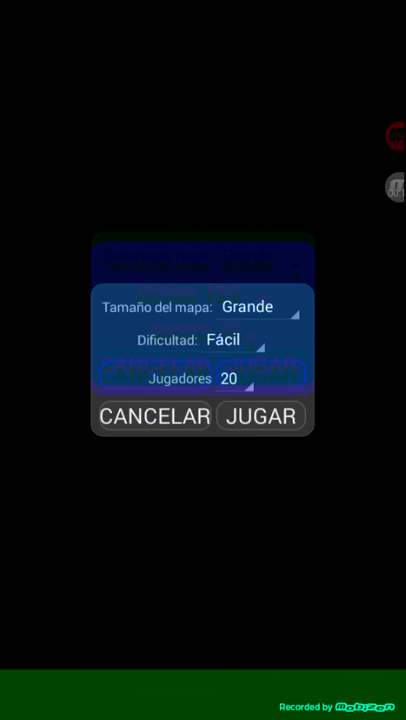 Tamaño del mapa: Grande
Dificultad: Fácil
Jugadores 20
CANCELAR JUGAR
Recorded by mobizen